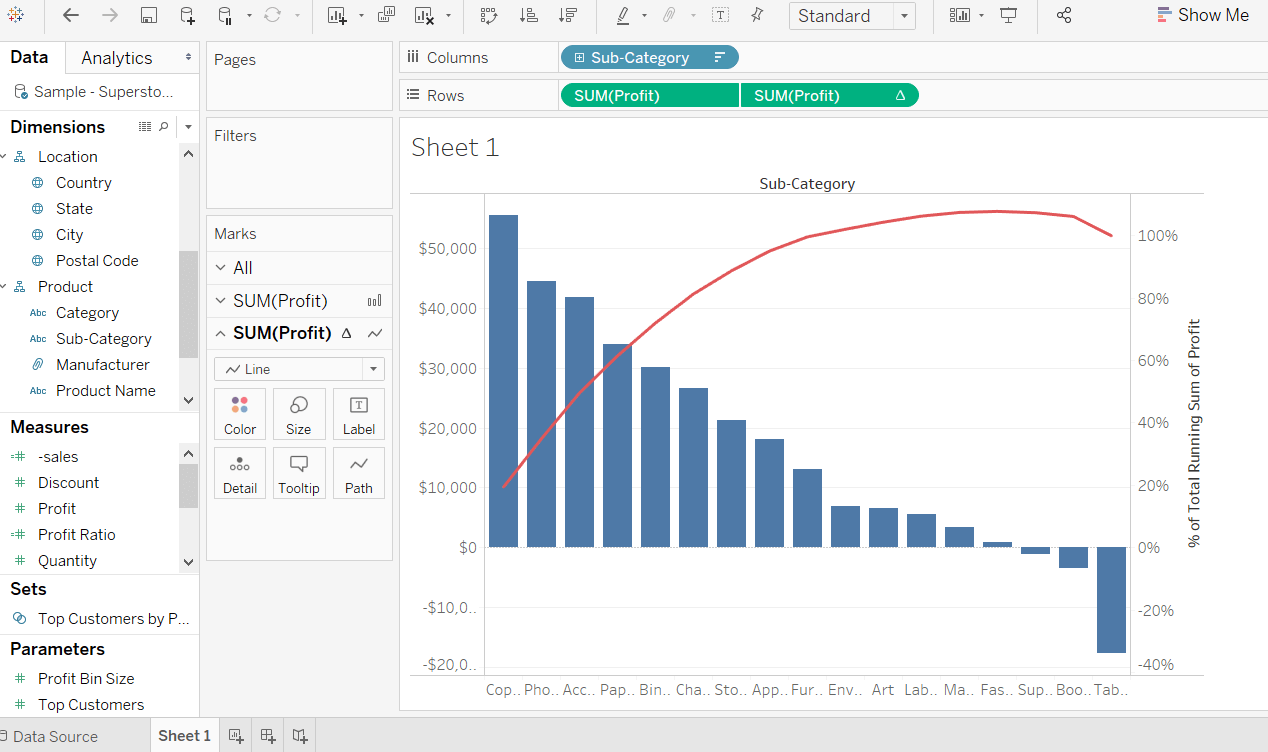 Standard
Show Me
Data
Analytics
Sample - Supersto...
Dimensions
Location
Country
State
City
Postal Code
Product
Abc Category
Abc Sub-Category
Manufacturer
Abc Product Name
Measures
-sales
Discount
Profit
Profit Ratio
Quantity
Sets
Top Customers by P...
Parameters
Profit Bin Size
Top Customers
Pages
Filters
Marks
All
SUM(Profit)
SUM(Profit) Δ
Line
Color
Size
T
Label
Detail
Tooltip
Path
Columns
Sub-Category
Rows
SUM(Profit)
SUM(Profit) Δ
Sheet 1
Sub-Category
$50,000
$40,000
$30,000
$20,000
$10,000
$0
-$10,0..
-$20,0..
100%
80%
60%
40%
20%
0%
-20%
-40%
% of Total Running Sum of Profit
Cop.. Pho.. Acc.. Pap.. Bin.. Cha.. Sto.. App.. Fur.. Env.. Art Lab.. Ma.. Fas.. Sup.. Boo.. Tab..
Data Source
Sheet 1